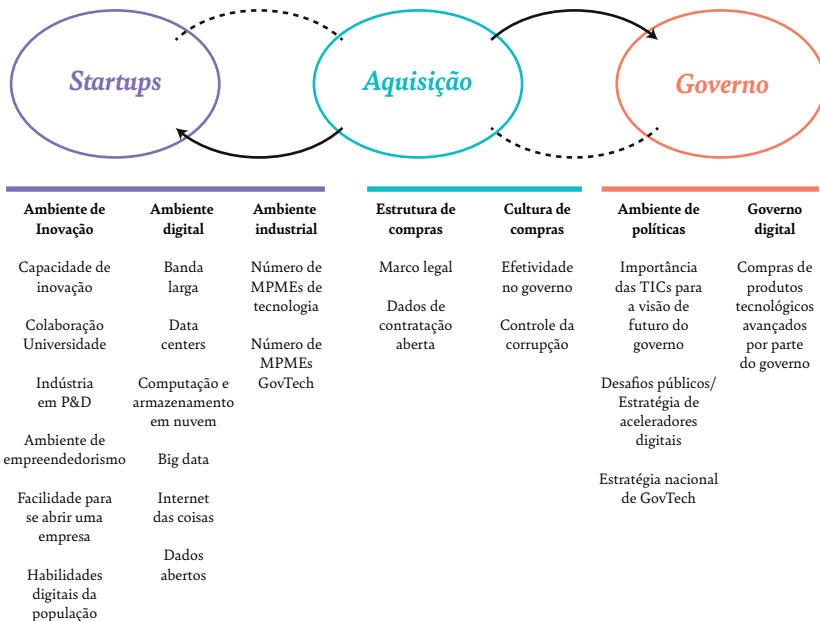 Startups
Aquisição
Governo
Ambiente de
Inovação
Capacidade de
inovação
Colaboração
Universidade
Indústria
em P&D
Ambiente de
empreendedorismo
Facilidade para
se abrir uma
empresa
Habilidades
digitais da
população
Ambiente
digital
Banda
larga
Data
centers
Computação e
armazenamento
em nuvem
Big data
Internet
das coisas
Dados
abertos
Ambiente
industrial
Número de
MPMEs de
tecnologia
Número de
MPMEs
GovTech
Estrutura de
compras
Marco legal
Dados de
contratação
aberta
Cultura de
compras
Efetividade
no governo
Controle da
corrupção
Ambiente de
políticas
Importância
das TICs para
a visão de
futuro do
governo
Desafios públicos/
Estratégia de
aceleradores
digitais
Estratégia nacional
de GovTech
Governo
digital
Compras de
produtos
tecnológicos
avançados
por parte
do governo